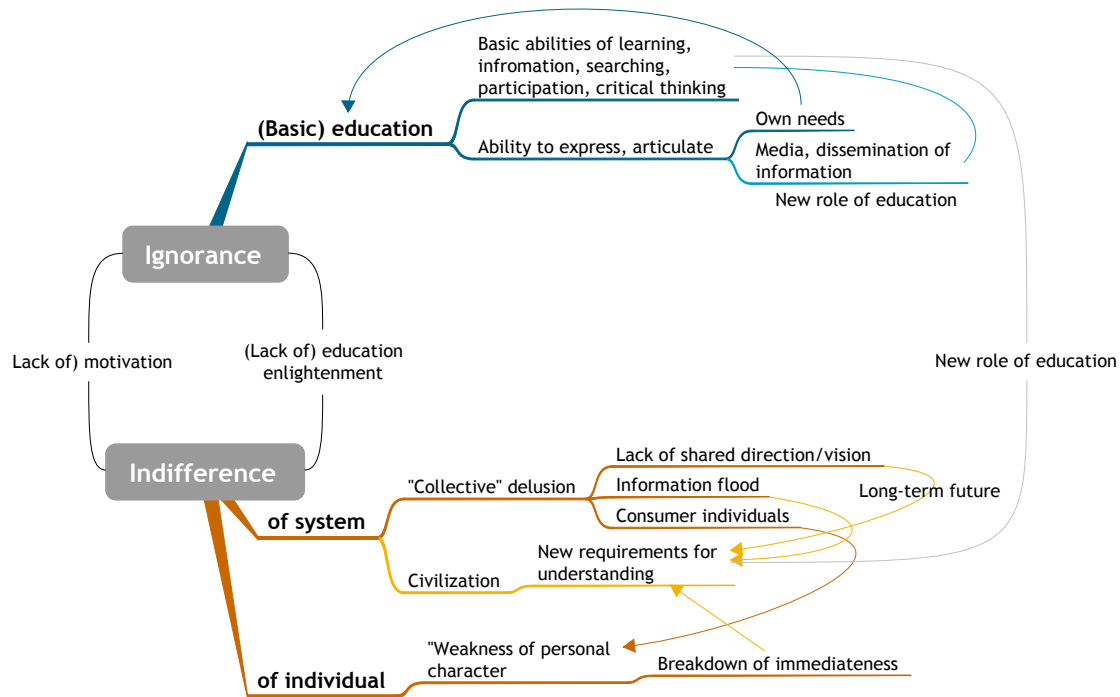 Basic abilities of learning,
infromation, searching,
participation, critical thinking
(Basic) education
Own needs
Ability to express, articulate
Media, dissemination of
information
New role of education
Ignorance
(Lack of) education
enlightenment
Lack of) motivation
New role of education
Indifference
Lack of shared direction/vision
"Collective" delusion
Information flood
Long-term future
Consumer individuals
of system
New requirements for
understanding
Civilization
"Weakness of personal
character
Breakdown of immediateness
of individual